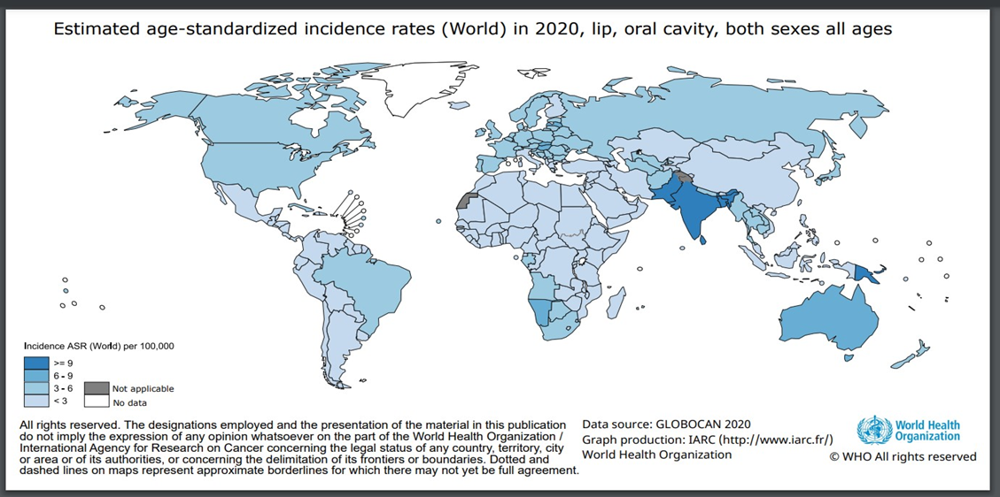 Estimated age-standardized incidence rates (World) in 2020, lip, oral cavity, both sexes all ages
Incidence ASR (World) per 100,000
>= 9
6 - 9
3 - 6
< 3
Not applicable
No data
All rights reserved. The designations employed and the presentation of the material in this publication
do not imply the expression of any opinion whatsoever on the part of the World Health Organization /
International Agency for Research on Cancer concerning the legal status of any country, territory, city
or area or of its authorities, or concerning the delimitation of its frontiers or boundaries. Dotted and
dashed lines on maps represent approximate borderlines for which there may not yet be full agreement.
Data source: GLOBOCAN 2020
Graph production: IARC (http://www.iarc.fr/)
World Health Organization
World Health
Organization
© WHO All rights reserved